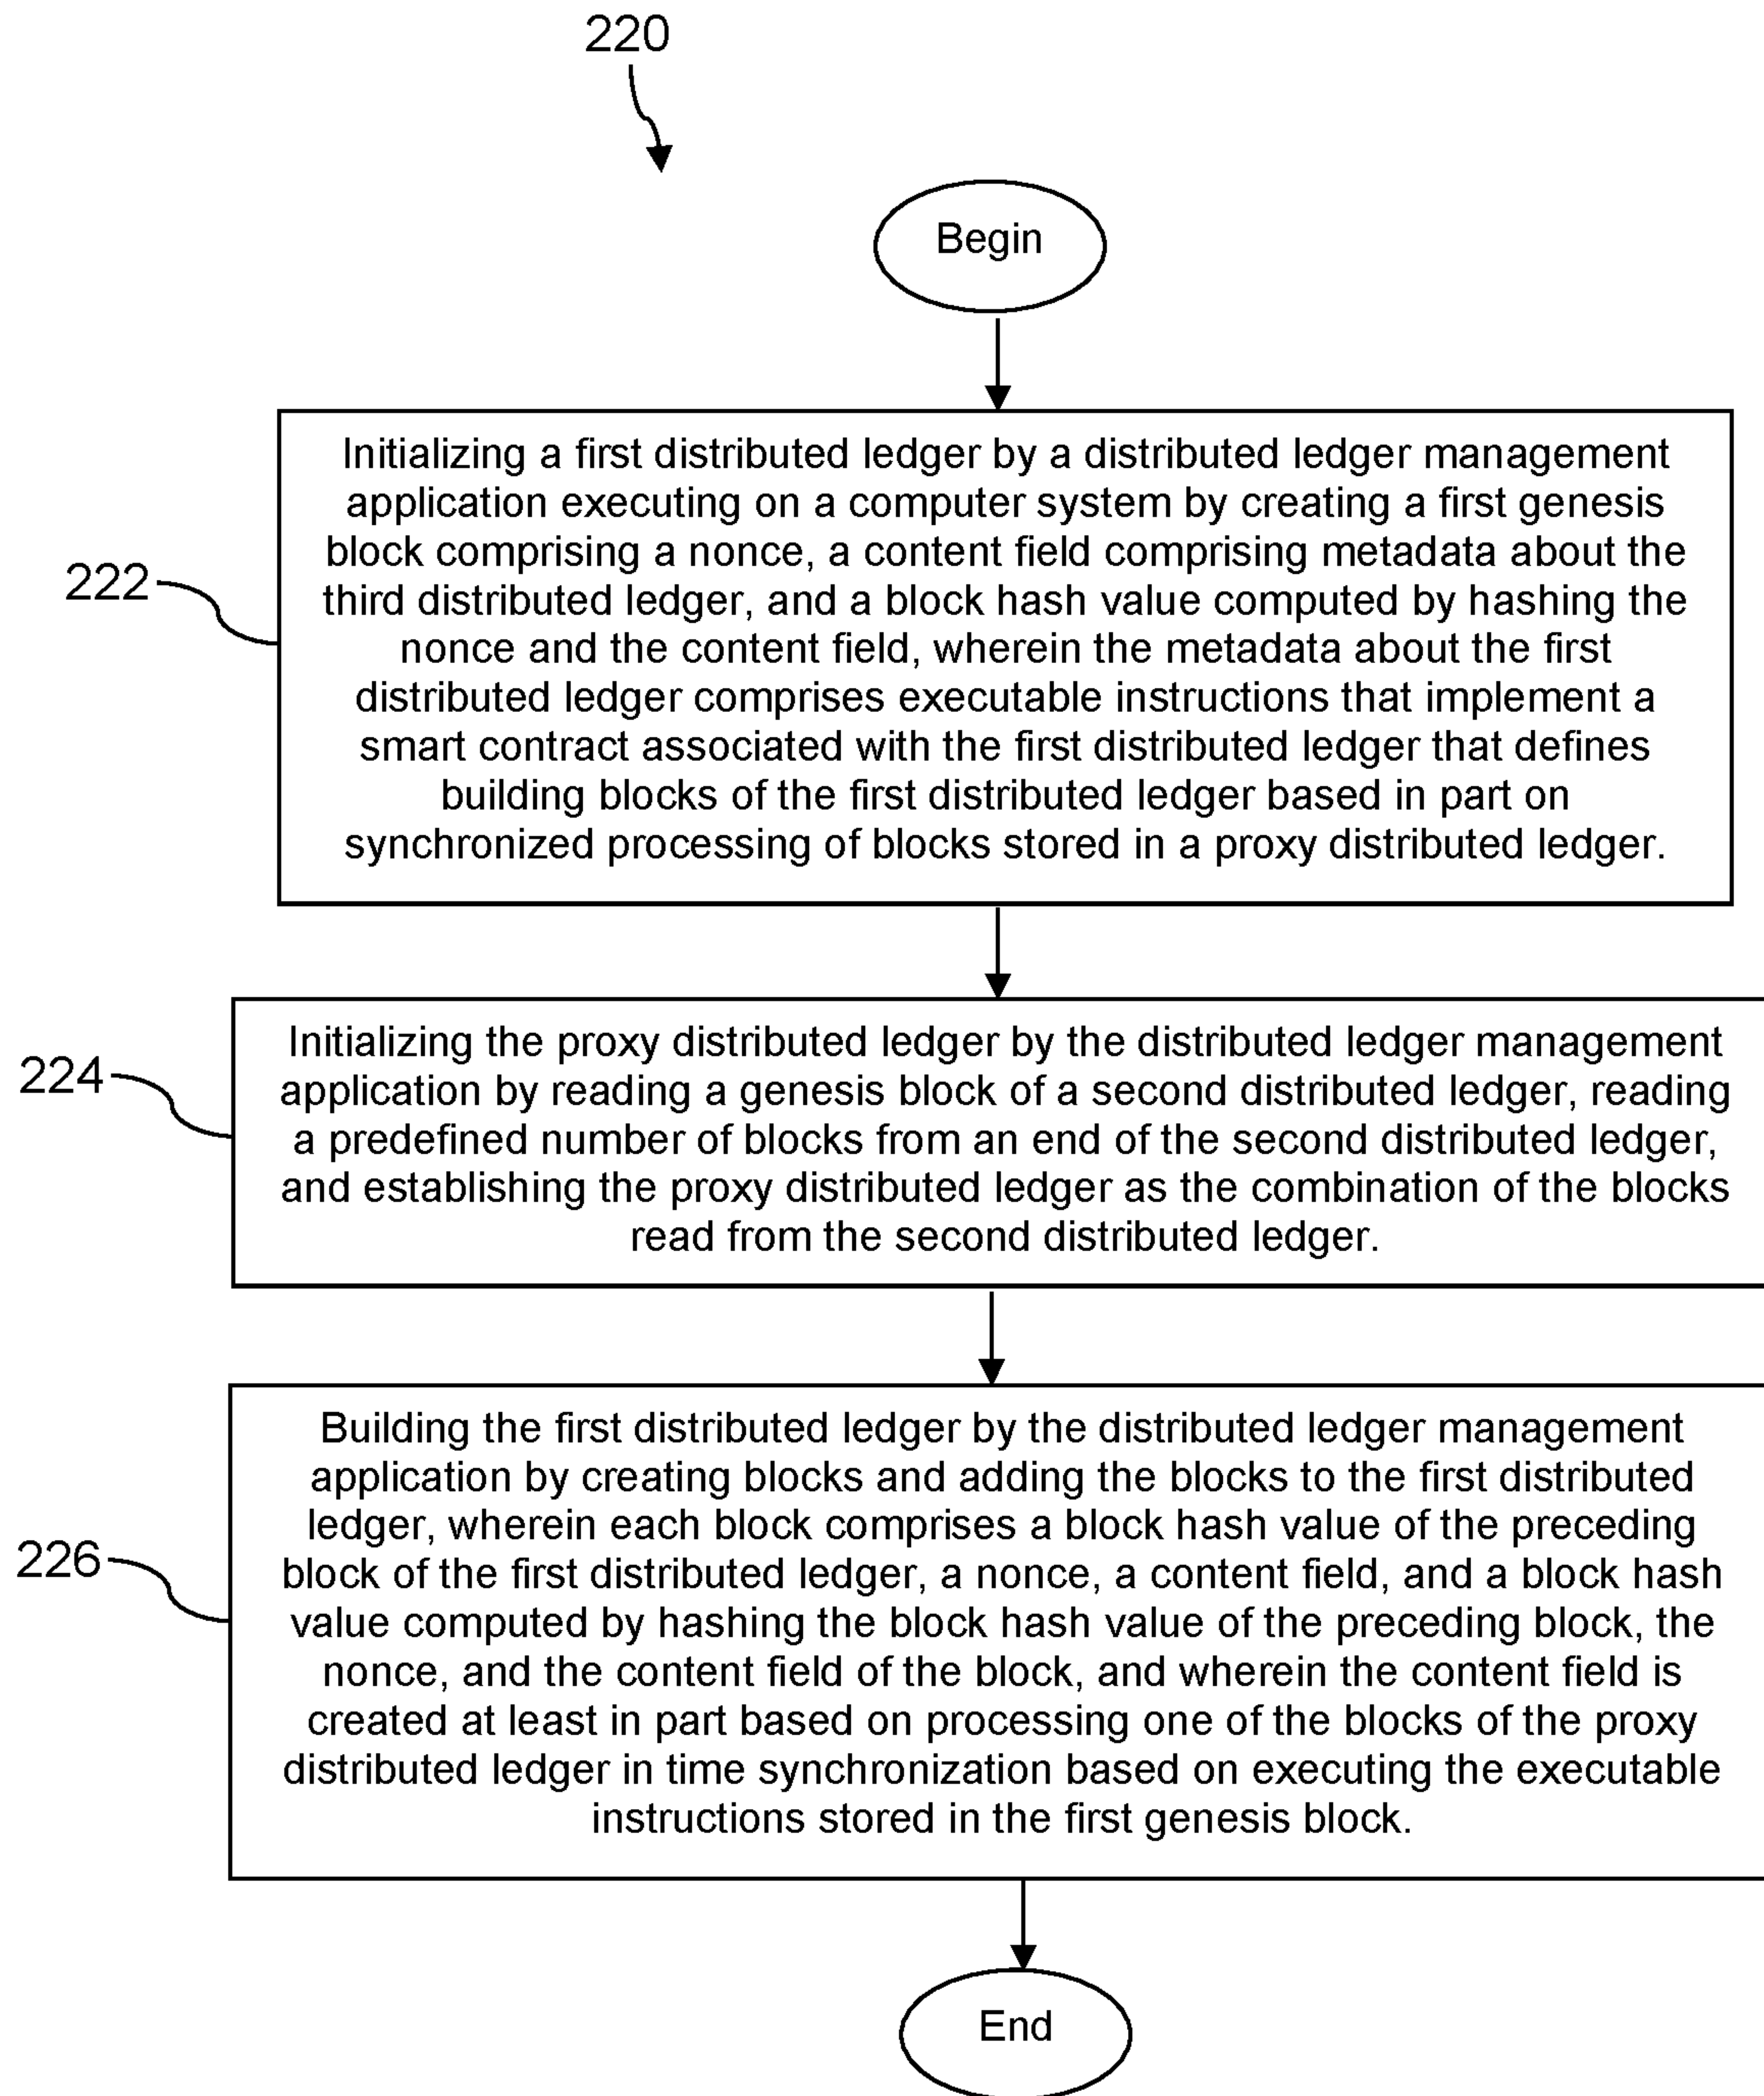 220
Begin
222
Initializing a first distributed ledger by a distributed ledger management
application executing on a computer system by creating a first genesis
block comprising a nonce, a content field comprising metadata about the
third distributed ledger, and a block hash value computed by hashing the
nonce and the content field, wherein the metadata about the first
distributed ledger comprises executable instructions that implement a
smart contract associated with the first distributed ledger that defines
building blocks of the first distributed ledger based in part on
synchronized processing of blocks stored in a proxy distributed ledger.
224
Initializing the proxy distributed ledger by the distributed ledger management
application by reading a genesis block of a second distributed ledger, reading
a predefined number of blocks from an end of the second distributed ledger,
and establishing the proxy distributed ledger as the combination of the blocks
read from the second distributed ledger.
226
Building the first distributed ledger by the distributed ledger management
application by creating blocks and adding the blocks to the first distributed
ledger, wherein each block comprises a block hash value of the preceding
block of the first distributed ledger, a nonce, a content field, and a block hash
value computed by hashing the block hash value of the preceding block, the
nonce, and the content field of the block, and wherein the content field is
created at least in part based on processing one of the blocks of the proxy
distributed ledger in time synchronization based on executing the executable
instructions stored in the first genesis block.
End